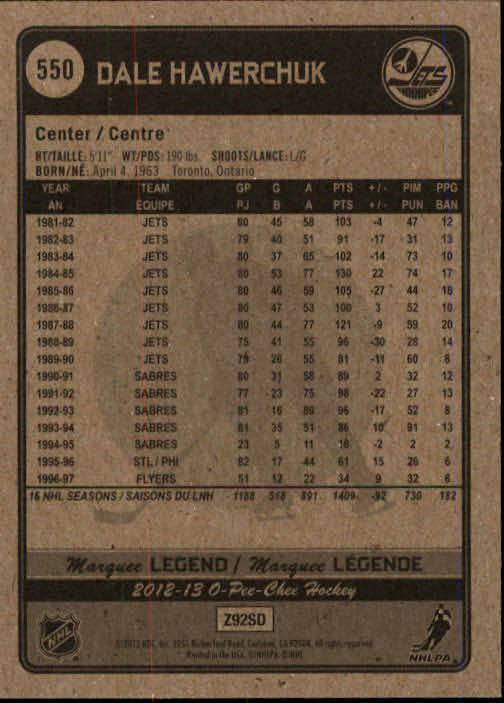 550 DALE HAWERCHUK
JETS
WINNIPEG
Center / Centre
HT/TAILLE: 5'11" WT/PDS: 190 lbs. SHOOTS/LANCE: L/G
BORN/NÉ: April 4, 1963 Toronto, Ontario
YEAR TEAM GP G A PTS +/- PIM PPG
AN ÉQUIPE PJ B A PTS +/- PUN BAN
1981-82 JETS 80 45 58 103 -4 47 12
1982-83 JETS 79 40 51 91 -17 31 13
1983-84 JETS 80 37 65 102 -14 73 10
1984-85 JETS 80 53 77 130 22 74 17
1985-86 JETS 80 46 59 105 -27 44 18
1986-87 JETS 80 47 53 100 3 52 10
1987-88 JETS 80 44 77 121 -9 59 20
1988-89 JETS 75 41 55 96 -30 28 14
1989-90 JETS 79 26 55 81 -11 60 8
1990-91 SABRES 80 31 58 89 2 32 12
1991-92 SABRES 77 23 75 98 -22 27 13
1992-93 SABRES 81 16 80 96 -17 52 8
1993-94 SABRES 81 35 51 86 10 91 13
1994-95 SABRES 23 5 11 16 -2 2 2
1995-96 STL / PHI 82 17 44 61 15 26 6
1996-97 FLYERS 51 12 22 34 9 32 6
16 NHL SEASONS / SAISONS DU LNH 1188 518 891 1409 -92 730 182
Marquee LEGEND / Marquee LÉGENDE
2012-13 O-Pee-Chee Hockey
Z92SD
NHL
Printed in the USA. ©NHLPA. ©NHL
NHLPA